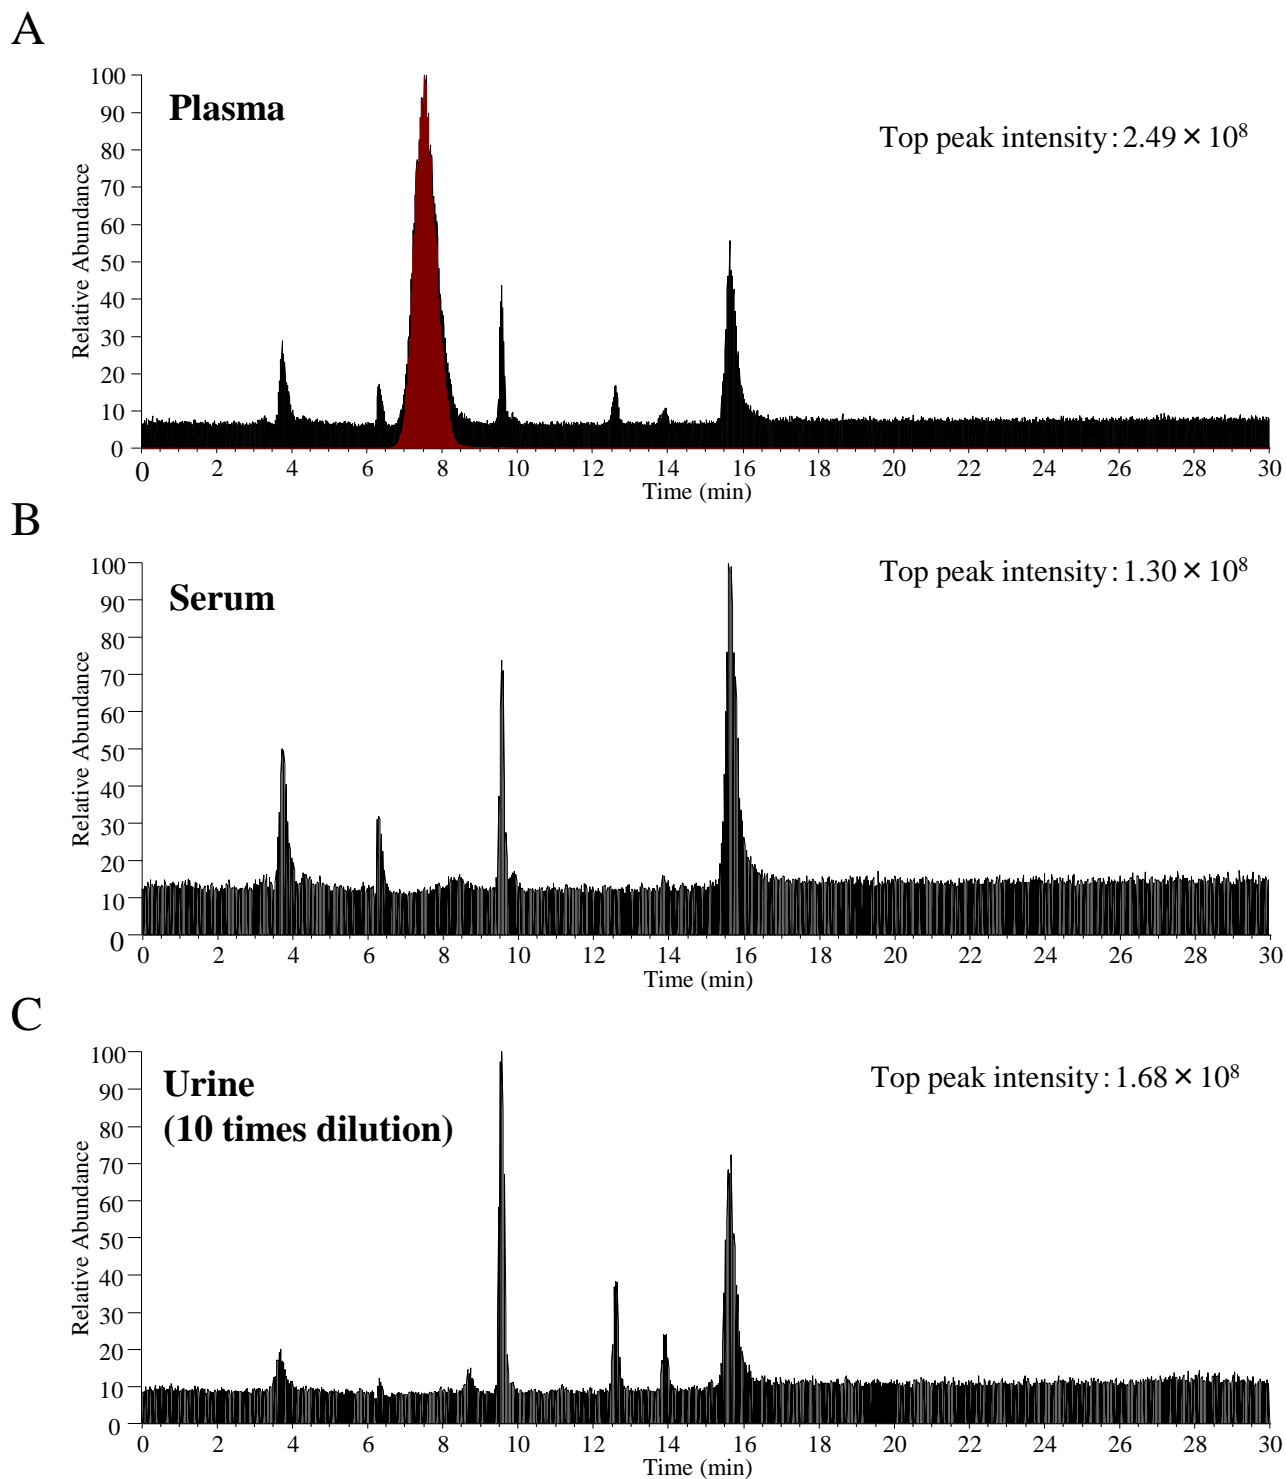 A
Plasma
Top peak intensity: 2.49 × 10⁸
Relative Abundance
100
90
80
70
60
50
40
30
20
10
0
0 2 4 6 8 10 12 14 16 18 20 22 24 26 28 30
Time (min)
B
Serum
Top peak intensity: 1.30 × 10⁸
Relative Abundance
100
90
80
70
60
50
40
30
20
10
0
0 2 4 6 8 10 12 14 16 18 20 22 24 26 28 30
Time (min)
C
Urine
(10 times dilution)
Top peak intensity: 1.68 × 10⁸
Relative Abundance
100
90
80
70
60
50
40
30
20
10
0
0 2 4 6 8 10 12 14 16 18 20 22 24 26 28 30
Time (min)